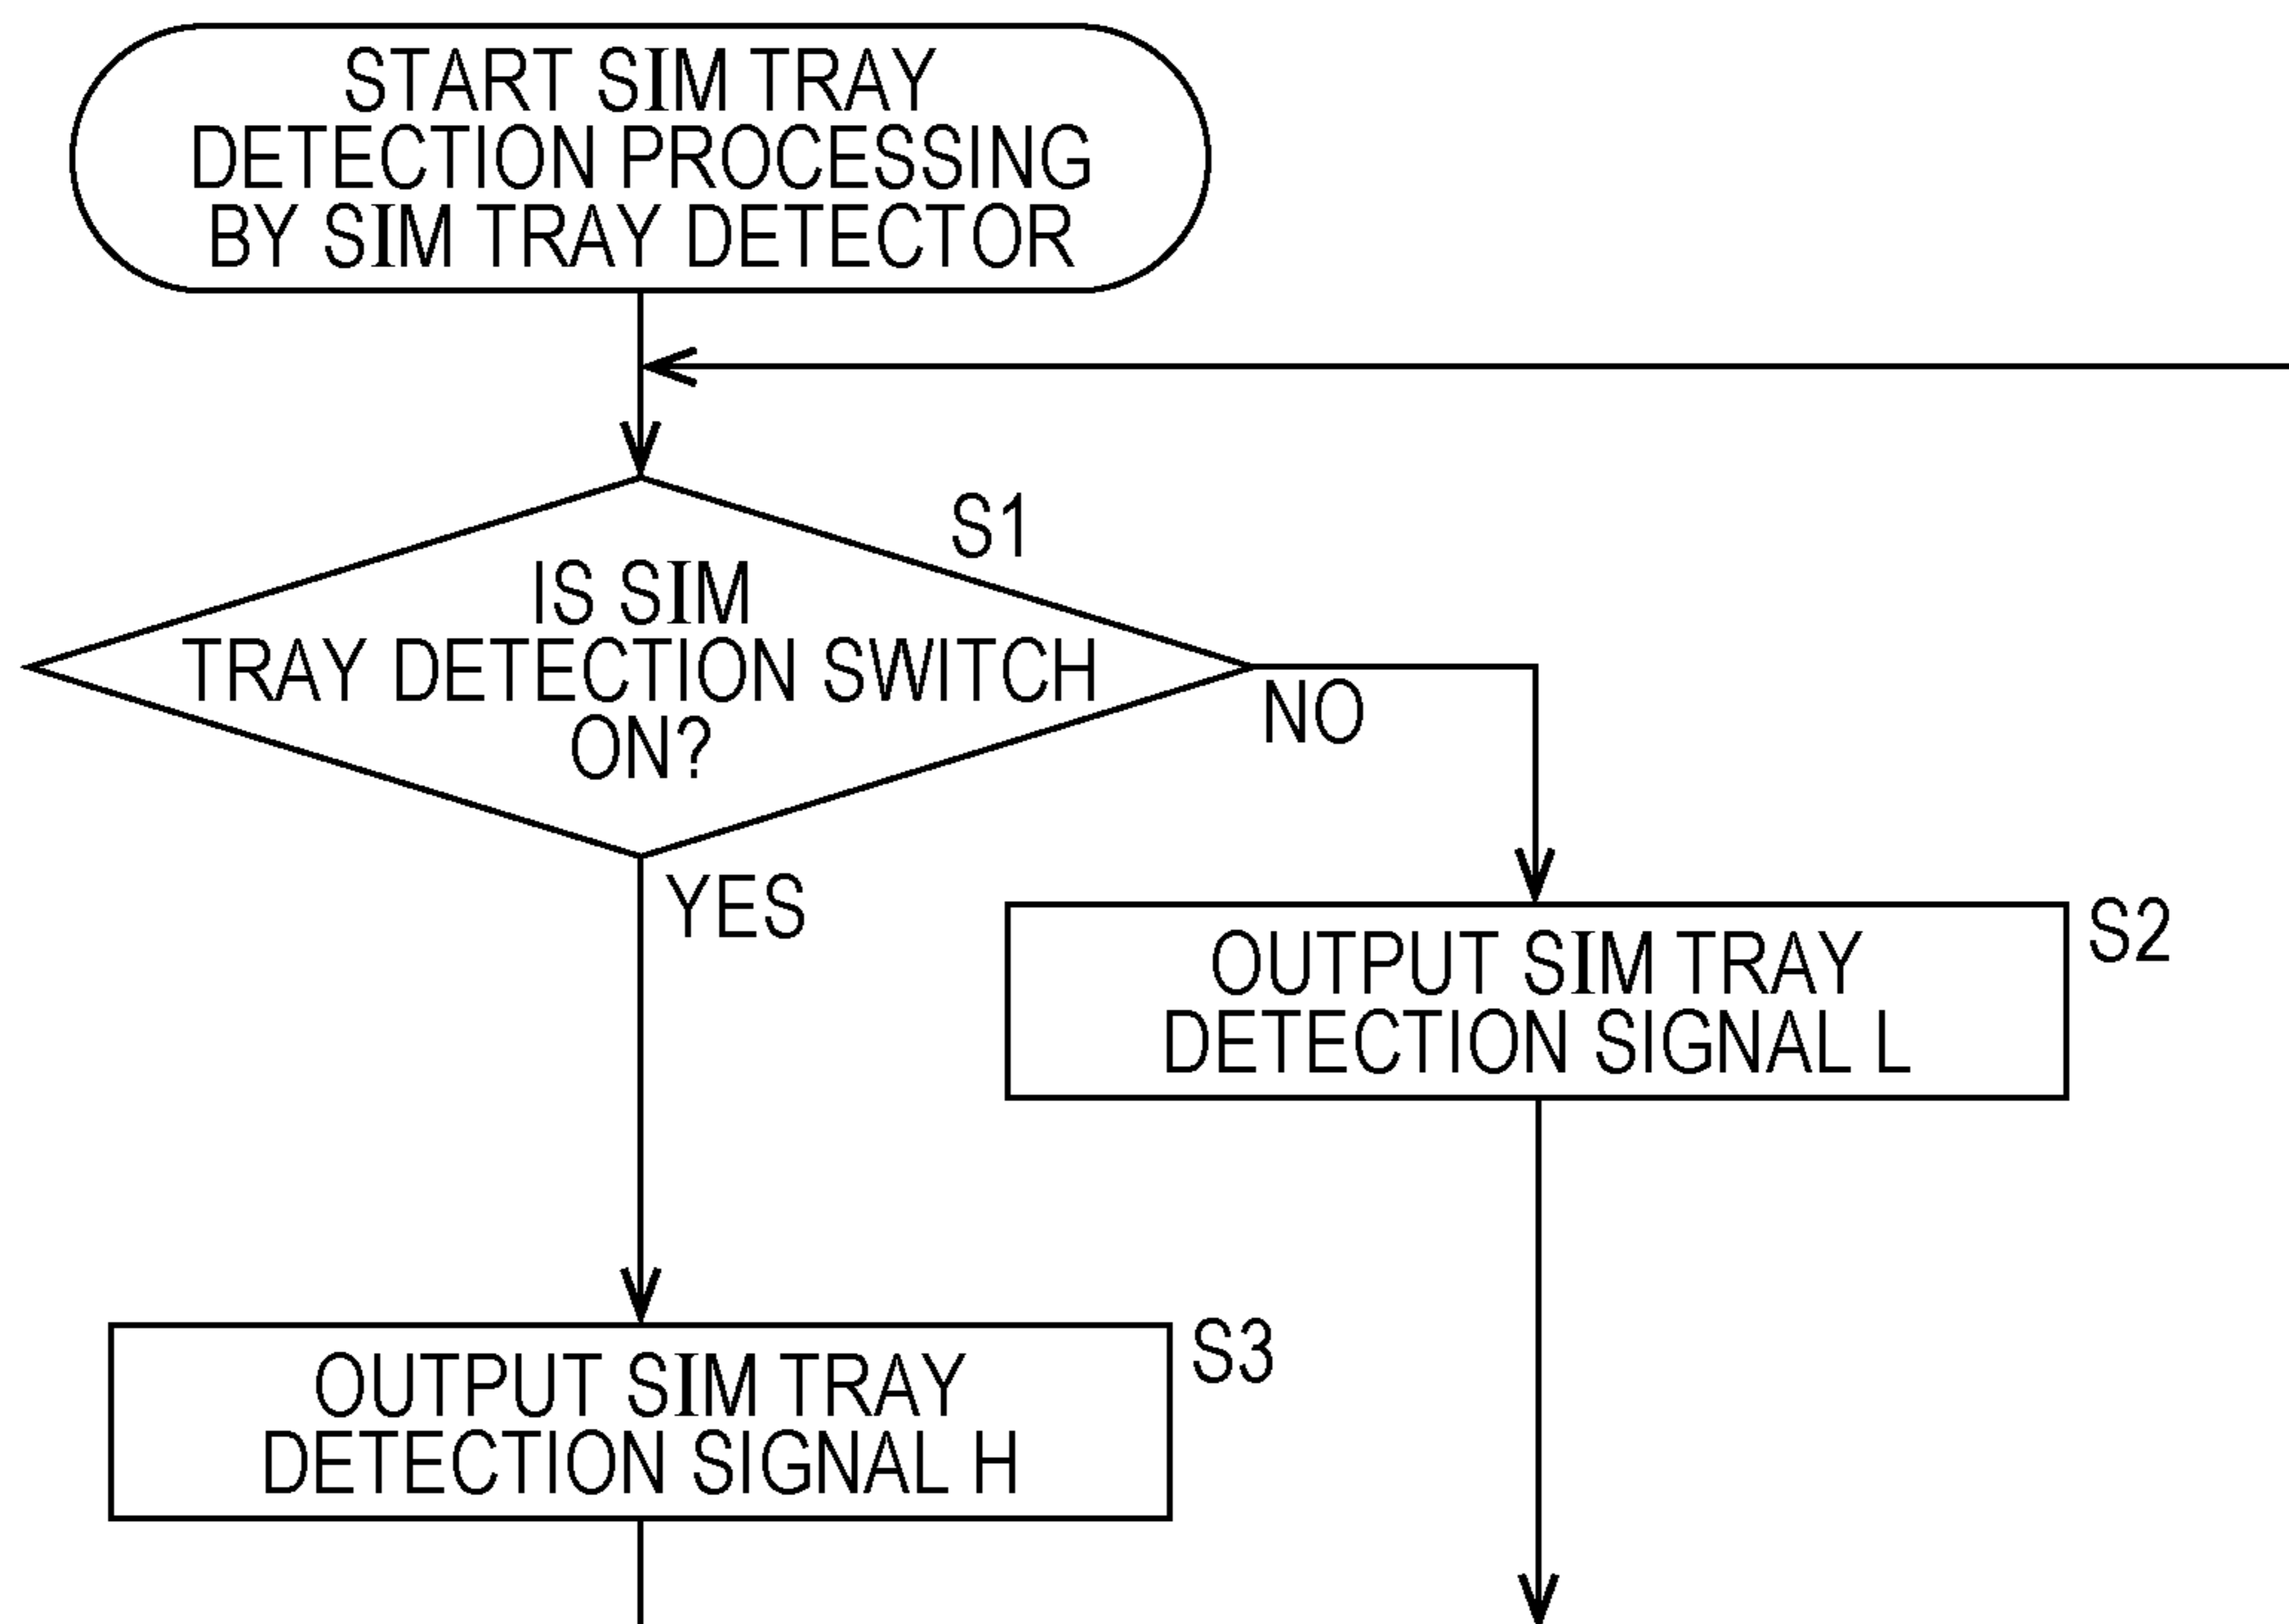 START SIM TRAY
DETECTION PROCESSING
BY SIM TRAY DETECTOR
S1
IS SIM
TRAY DETECTION SWITCH
ON?
NO
YES
S2
OUTPUT SIM TRAY
DETECTION SIGNAL L
S3
OUTPUT SIM TRAY
DETECTION SIGNAL H